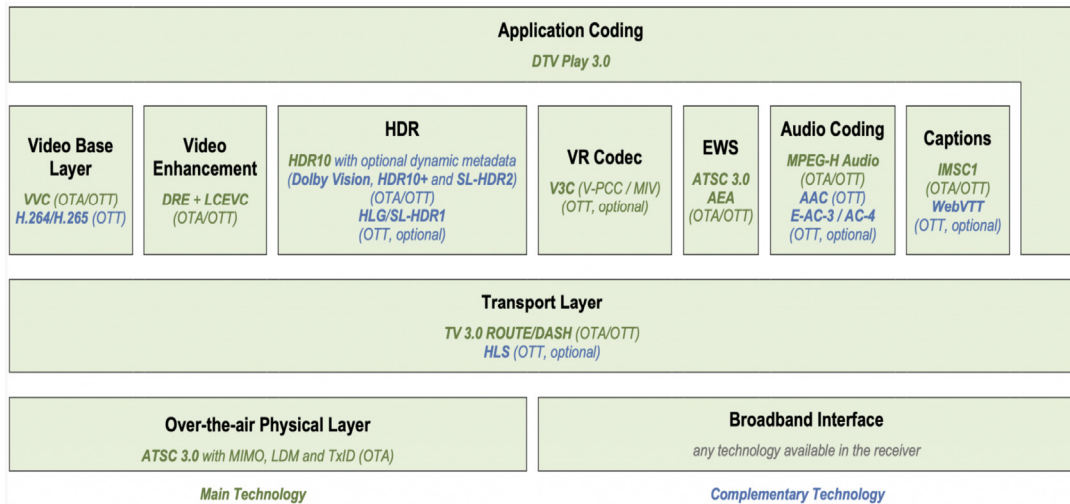 Application Coding
DTV Play 3.0
Video Base
Layer
VVC (OTA/OTT)
H.264/H.265 (OTT)
Video
Enhancement
DRE + LCEVC
(OTA/OTT)
HDR
HDR10 with optional dynamic metadata
(Dolby Vision, HDR10+ and SL-HDR2)
(OTA/OTT)
HLG/SL-HDR1
(OTT, optional)
VR Codec
V3C (V-PCC / MIV)
(OTT, optional)
EWS
ATSC 3.0
AEA
(OTA/OTT)
Audio Coding
MPEG-H Audio
(OTA/OTT)
AAC (OTT)
E-AC-3 / AC-4
(OTT, optional)
Captions
IMSC1
(OTA/OTT)
WebVTT
(OTT, optional)
Transport Layer
TV 3.0 ROUTE/DASH (OTA/OTT)
HLS (OTT, optional)
Over-the-air Physical Layer
ATSC 3.0 with MIMO, LDM and TxID (OTA)
Broadband Interface
any technology available in the receiver
Main Technology
Complementary Technology